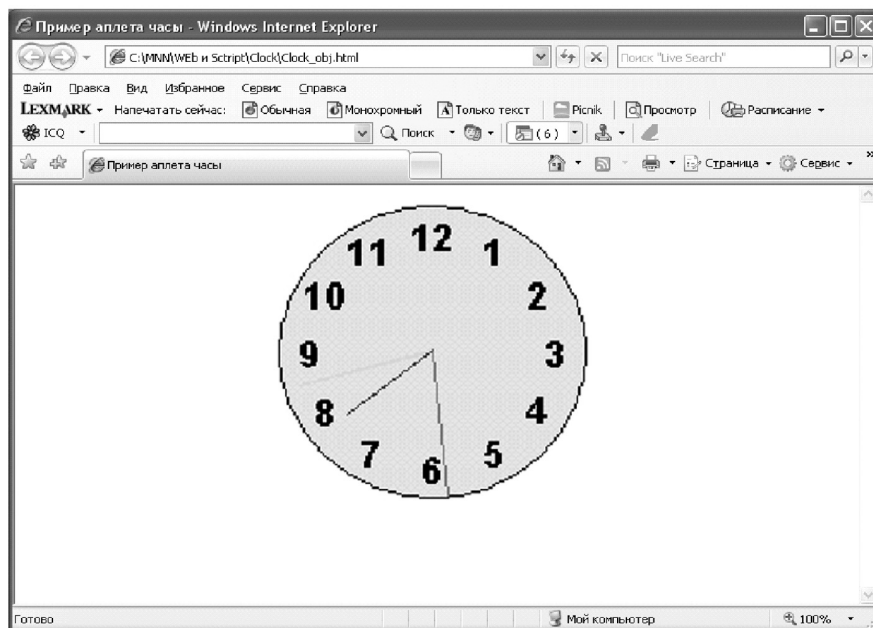 Пример аплета часы - Windows Internet Explorer
C:\MNN\WEb и Sctript\Clock\Clock_obj.html Поиск "Live Search"
Файл Правка Вид Избранное Сервис Справка
LEXMARK Напечатать сейчас: Обычная Монохромный A Только текст Picnik Просмотр Расписание
ICQ Поиск (6)
Пример аплета часы Страница Сервис »
12
11 1
10 2
9 3
8 4
7 5
6
Готово Мой компьютер 100%